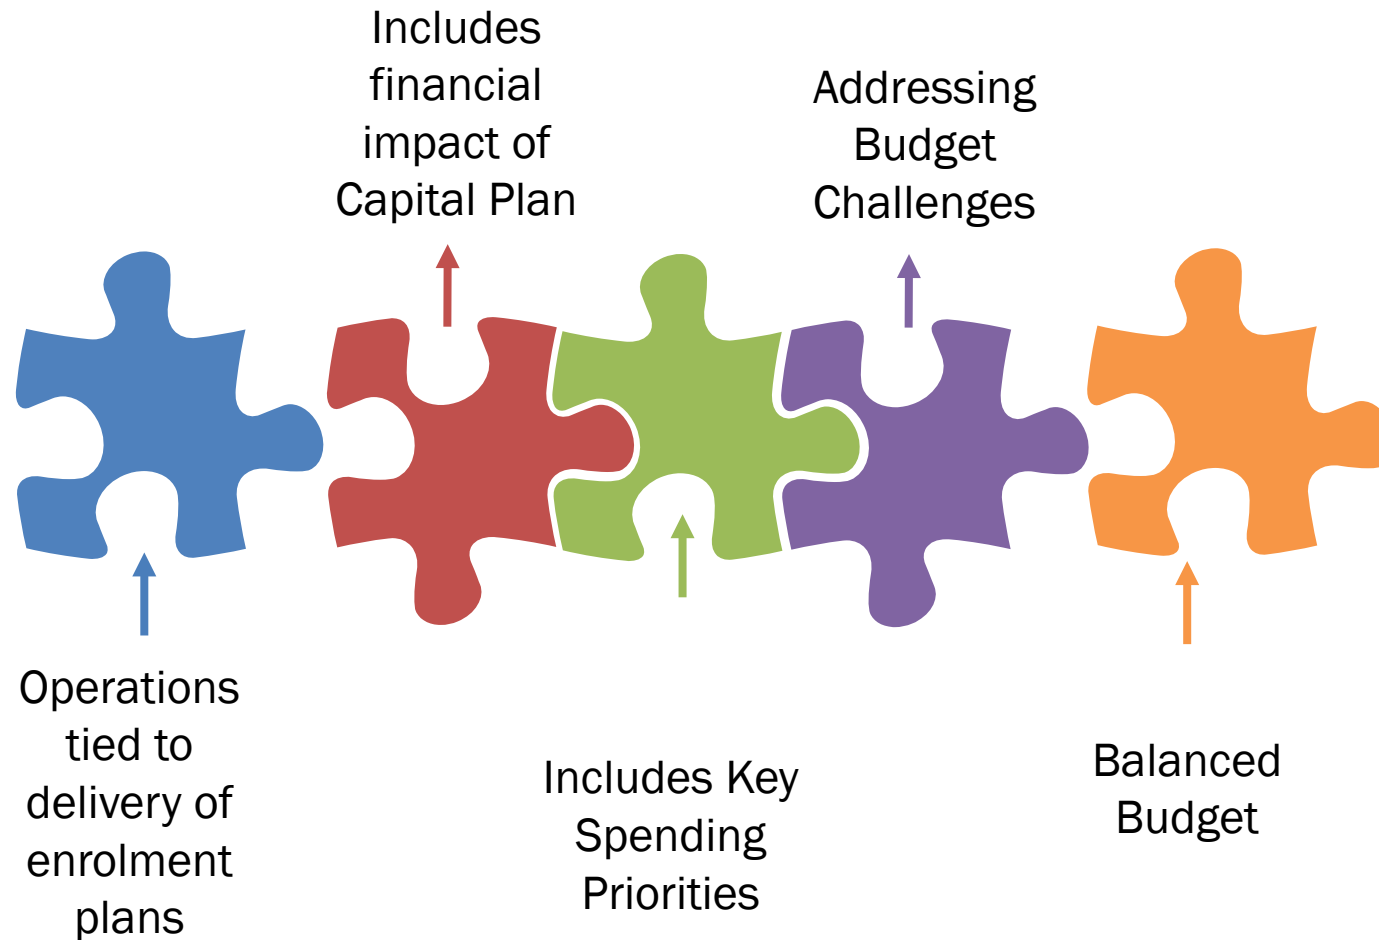 Includes
financial
impact of
Capital Plan
Addressing
Budget
Challenges
Operations
tied to
delivery of
enrolment
plans
Includes Key
Spending
Priorities
Balanced
Budget